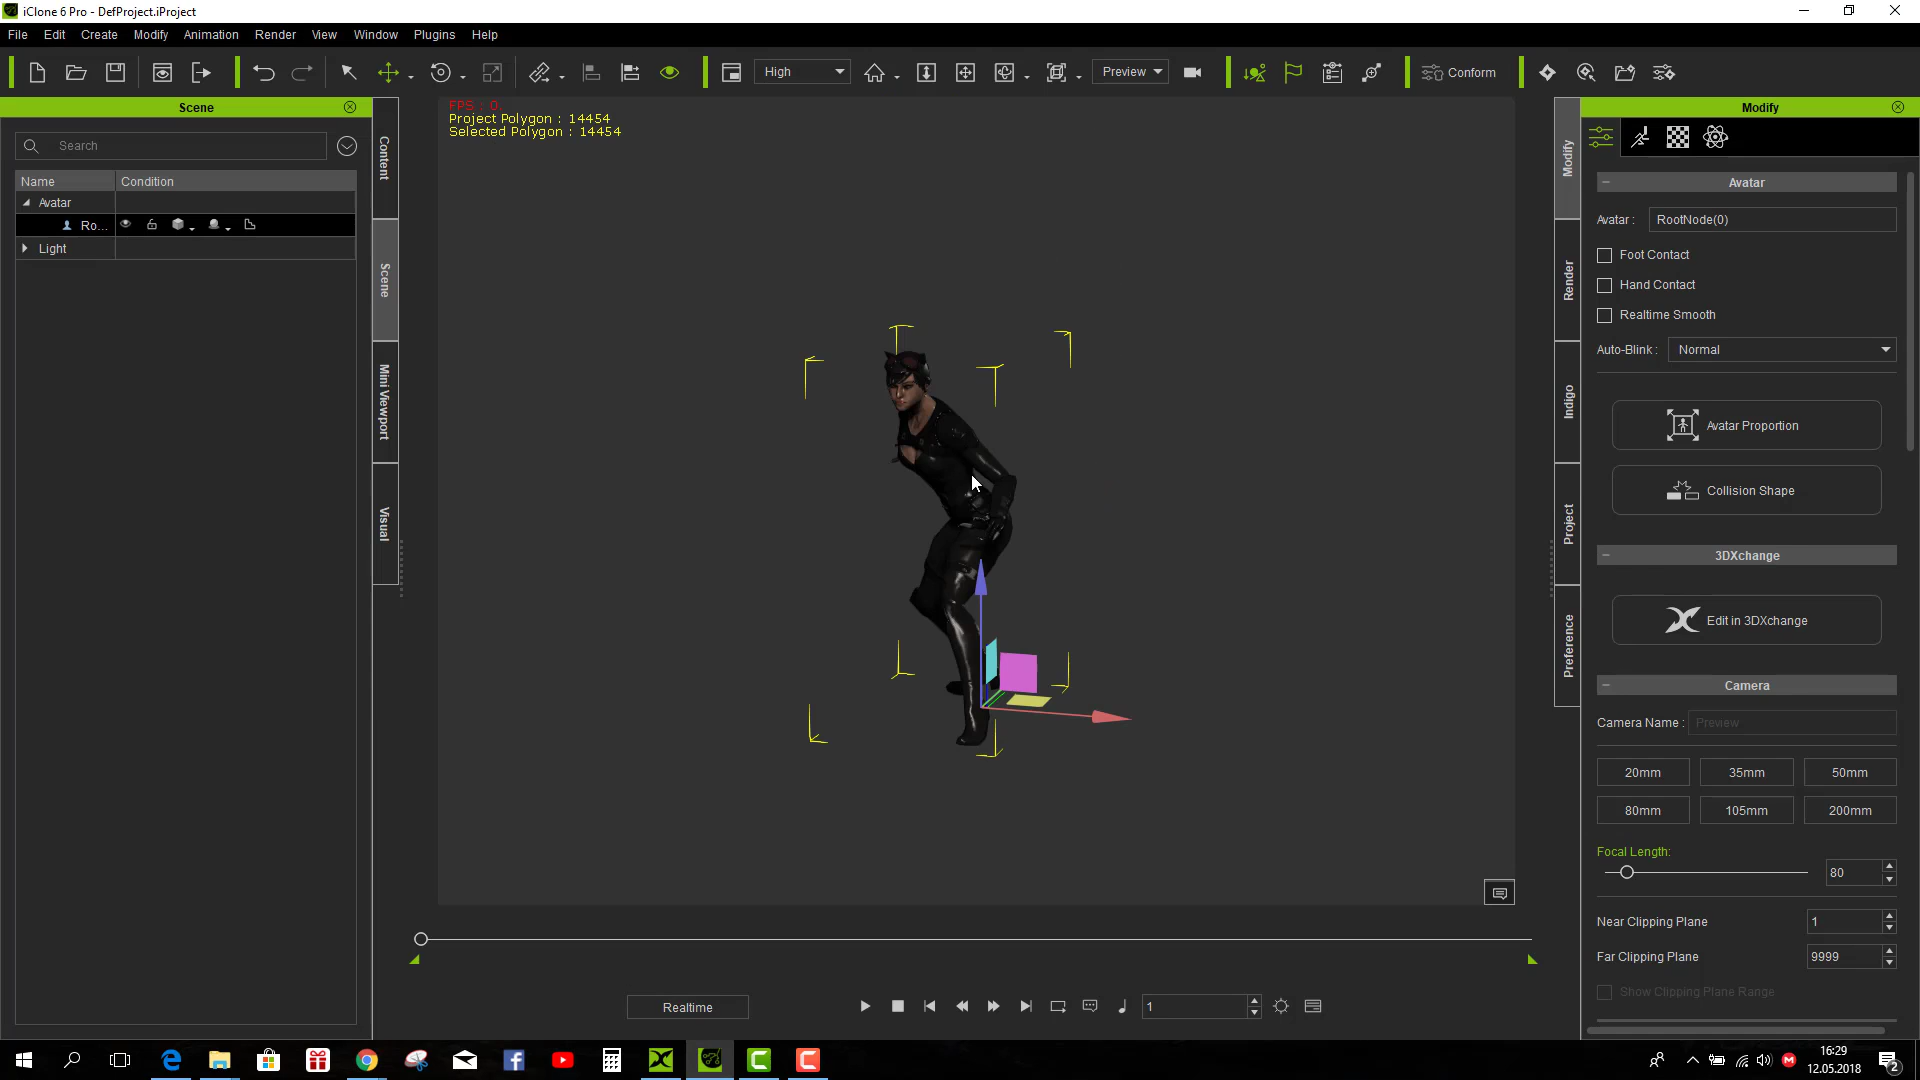 iClone 6 Pro - DefProject.iProject
File Edit Create Modify Animation Render View Window Plugins Help
High
Preview
Conform
Scene
Search
Name Condition
Avatar
Ro...
Light
Content
Scene
Mini Viewport
Visual
FPS : 0.
Project Polygon : 14454
Selected Polygon : 14454
Realtime
1
Modify
Render
Indigo
Project
Preference
Modify
Avatar
Avatar : RootNode(0)
Foot Contact
Hand Contact
Realtime Smooth
Auto-Blink : Normal
Avatar Proportion
Collision Shape
3DXchange
Edit in 3DXchange
Camera
Camera Name : Preview
20mm 35mm 50mm
80mm 105mm 200mm
Focal Length:
80
Near Clipping Plane 1
Far Clipping Plane 9999
Show Clipping Plane Range
16:29
12.05.2018
2